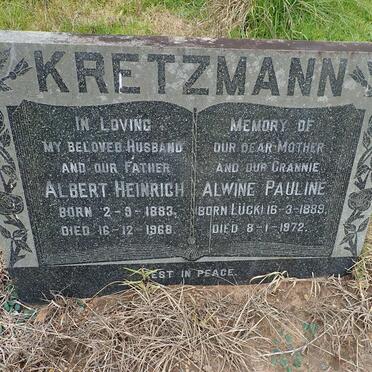 KRETZMANN
IN LOVING
MY BELOVED HUSBAND
AND OUR FATHER
ALBERT HEINRICH
BORN 2-9-1883.
DIED 16-12-1968.
MEMORY OF
OUR DEAR MOTHER
AND OUR GRANNIE
ALWINE PAULINE
(BORN LÜCK) 16-3-1889.
DIED 8-1-1972.
REST IN PEACE.